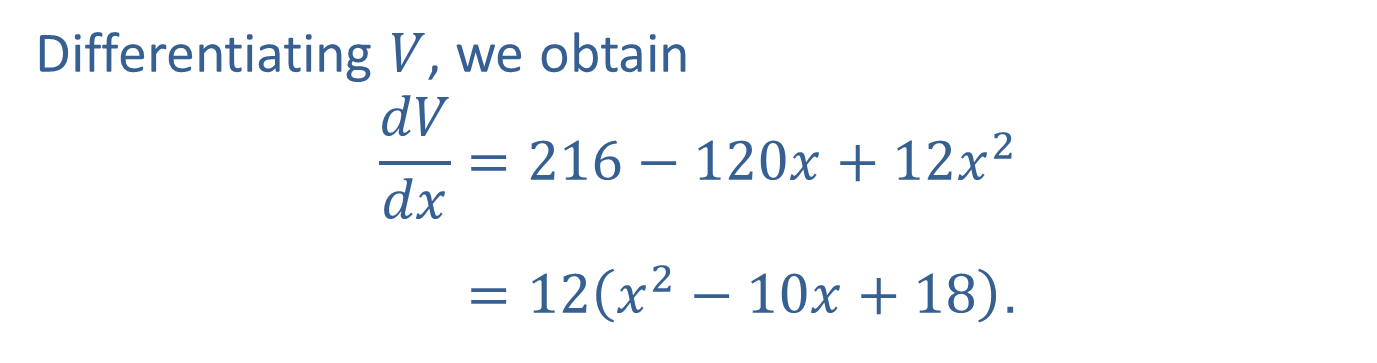 Differentiating V, we obtain
dV/dx = 216 − 120x + 12x²
= 12(x² − 10x + 18).